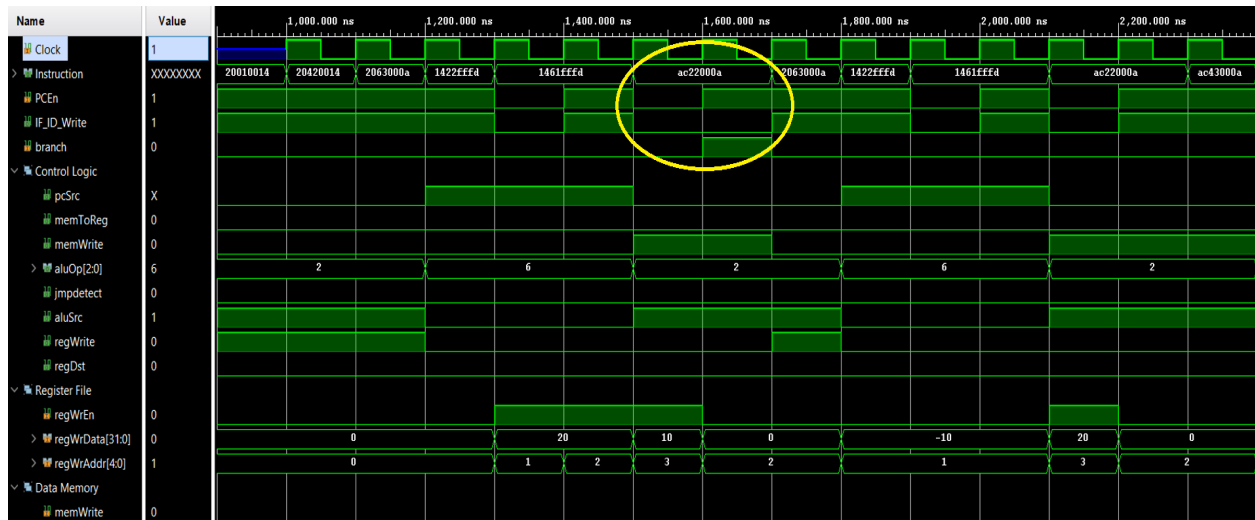 Name Value 1,000.000 ns 1,200.000 ns 1,400.000 ns 1,600.000 ns 1,800.000 ns 2,000.000 ns 2,200.000 ns
Clock 1
Instruction XXXXXXXX 20010014 20420014 2063000a 1422fffd 1461fffd ac22000a 2063000a 1422fffd 1461fffd ac22000a ac43000a
PCEn 1
IF_ID_Write 1
branch 0
Control Logic
pcSrc X
memToReg 0
memWrite 0
aluOp[2:0] 6 2 6 2 6 2
jmpdetect 0
aluSrc 1
regWrite 0
regDst 0
Register File
regWrEn 0
regWrData[31:0] 0 0 20 10 0 -10 20 0
regWrAddr[4:0] 1 0 1 2 3 2 1 3 2
Data Memory
memWrite 0